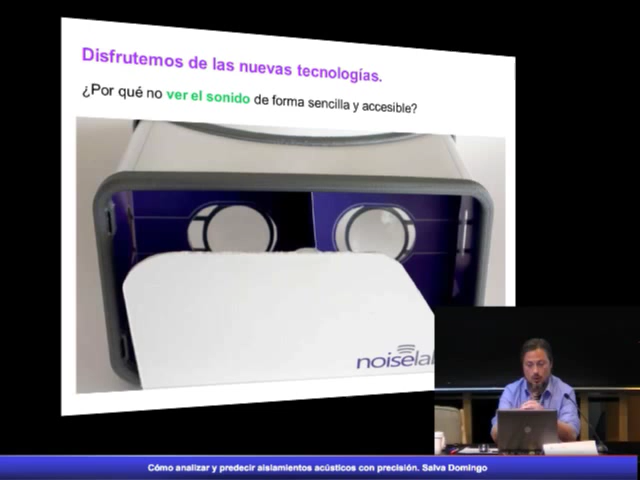 Disfrutemos de las nuevas tecnologías.
¿Por qué no ver el sonido de forma sencilla y accesible?
Cómo analizar y predecir aislamientos acústicos con precisión. Salva Domingo